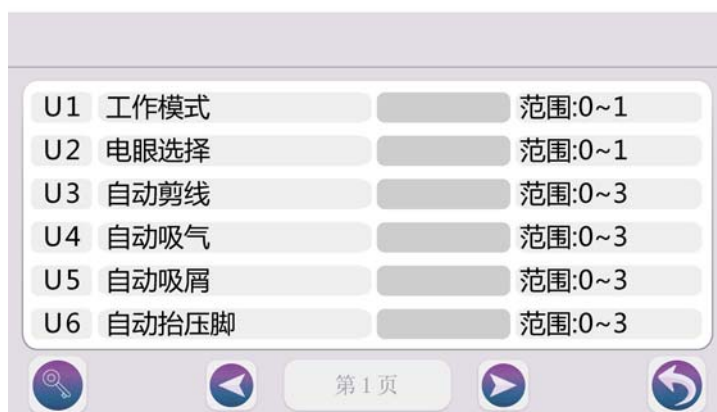 U1 工作模式 范围:0~1
U2 电眼选择 范围:0~1
U3 自动剪线 范围:0~3
U4 自动吸气 范围:0~3
U5 自动吸屑 范围:0~3
U6 自动抬压脚 范围:0~3
第1页